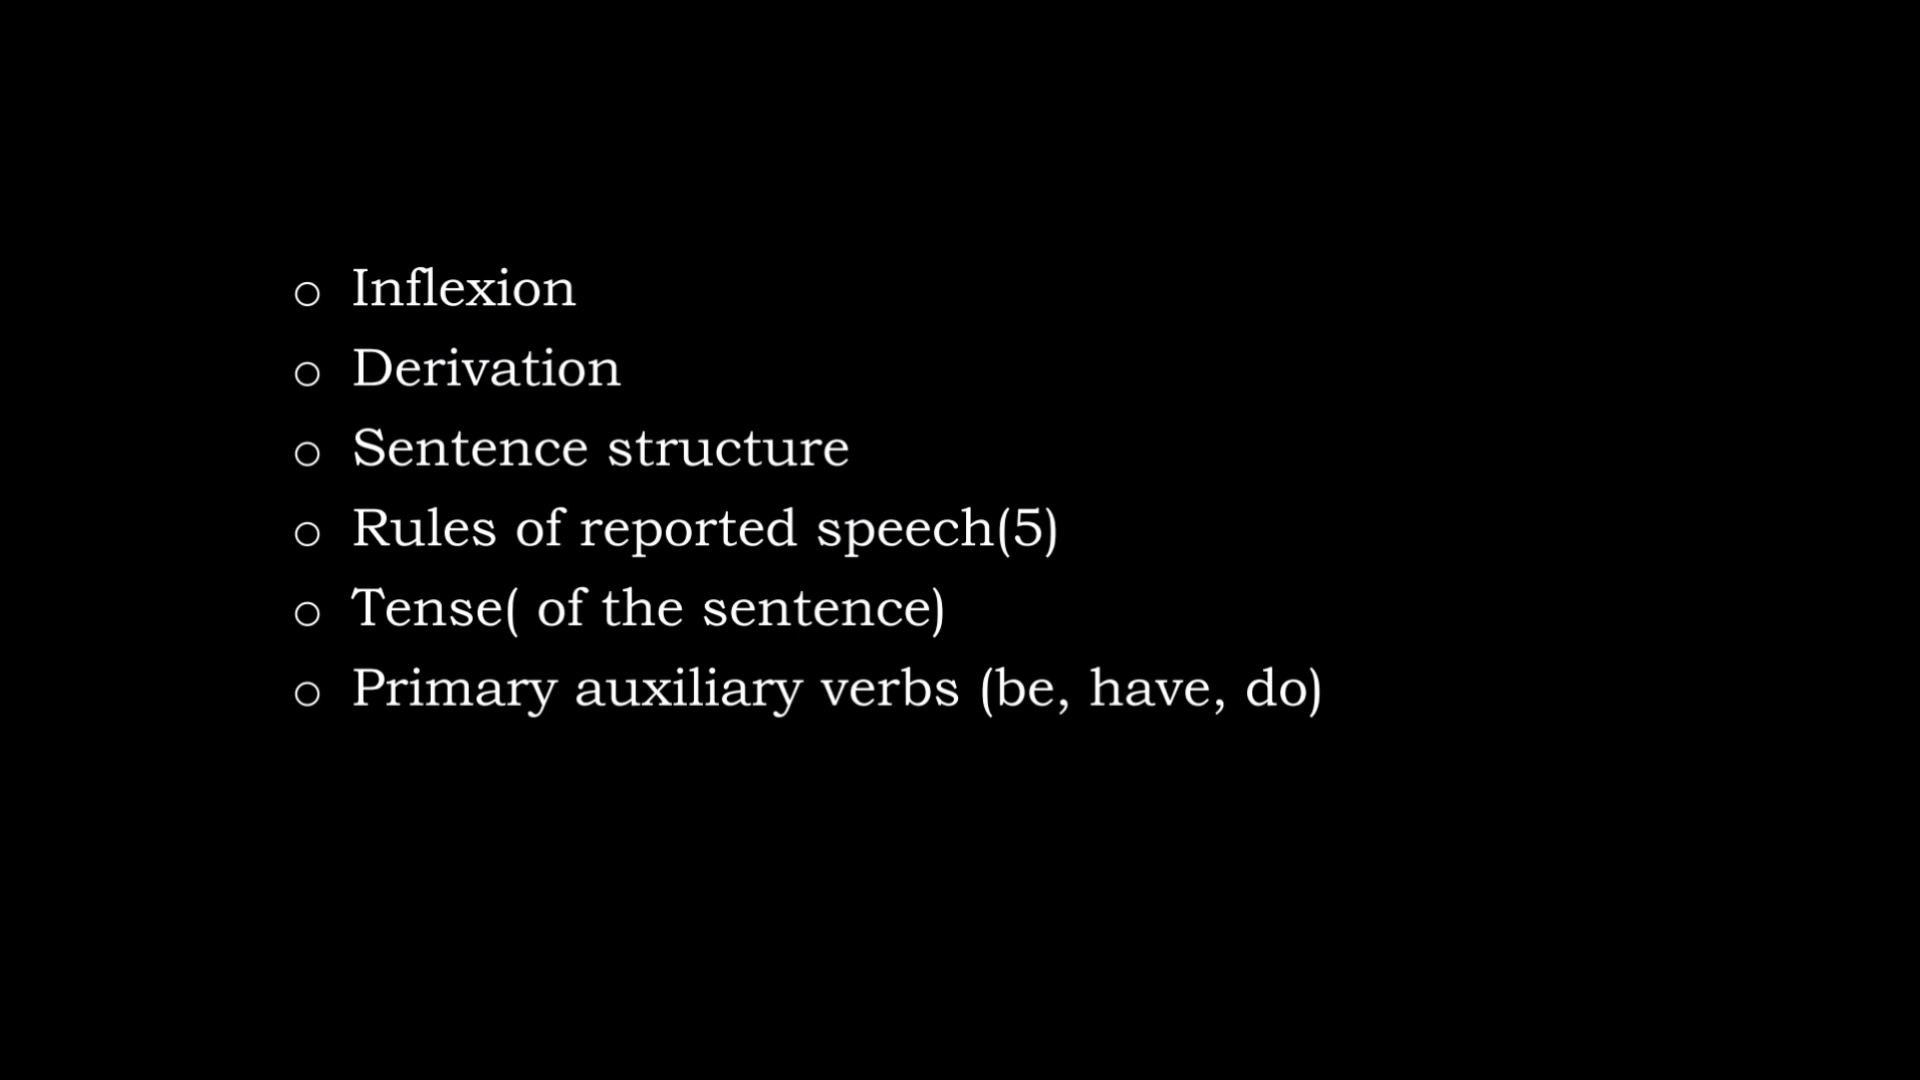 o Inflexion
o Derivation
o Sentence structure
o Rules of reported speech(5)
o Tense( of the sentence)
o Primary auxiliary verbs (be, have, do)